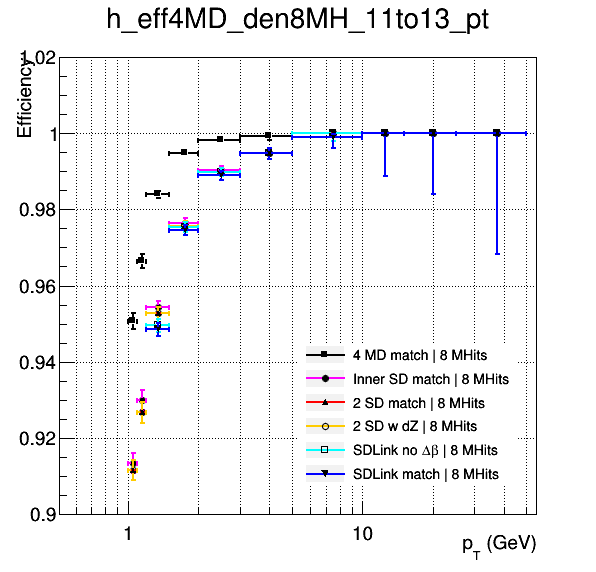 h_eff4MD_den8MH_11to13_pt
Efficiency
1.02
1
0.98
0.96
0.94
0.92
0.9
4 MD match | 8 MHits
Inner SD match | 8 MHits
2 SD match | 8 MHits
2 SD w dZ | 8 MHits
SDLink no Δβ | 8 MHits
SDLink match | 8 MHits
1
10
p_T (GeV)